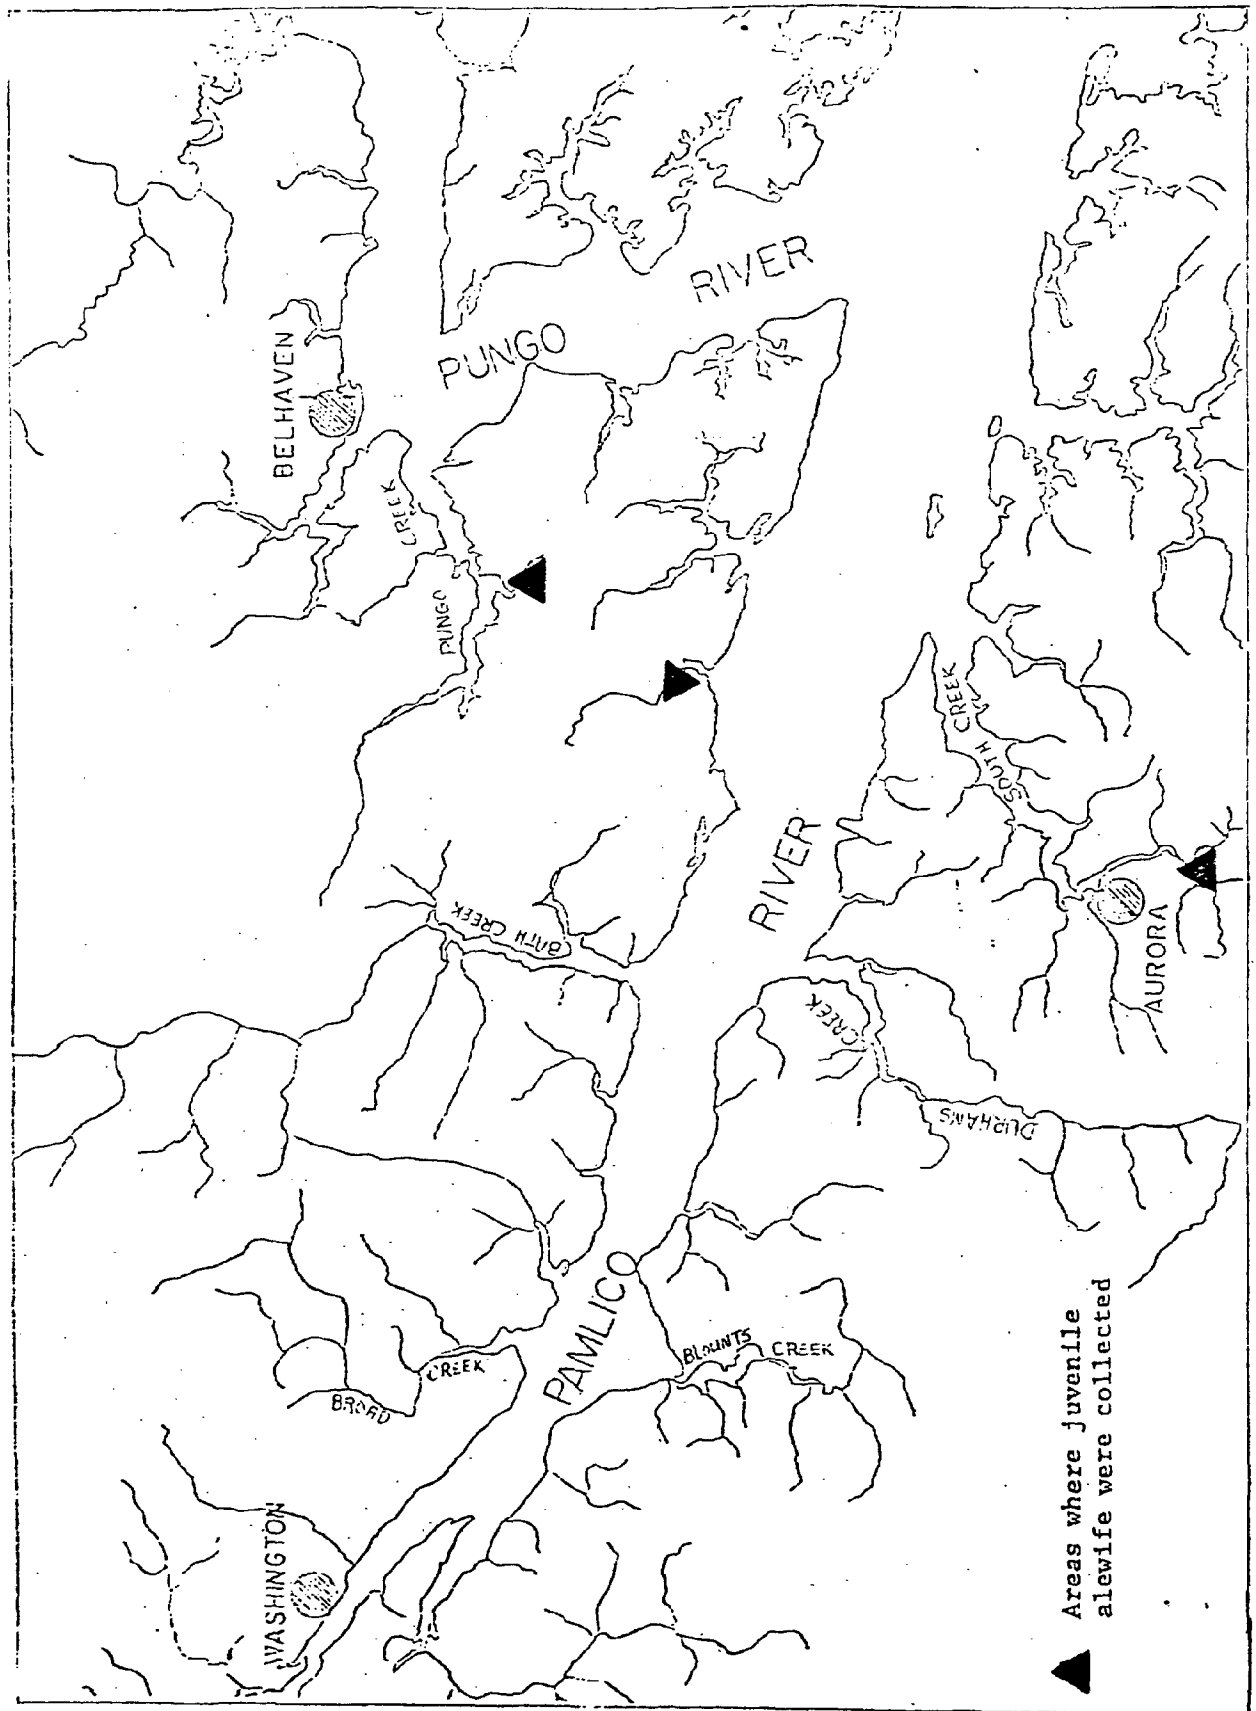 WASHINGTON
BROAD
CREEK
BATH CREEK
BELHAVEN
PUNGO
CREEK
PUNGO
RIVER
PAMLICO
RIVER
BLOUNTS
CREEK
DURHAMS
CREEK
SOUTH CREEK
AURORA
Areas where juvenile
alewife were collected